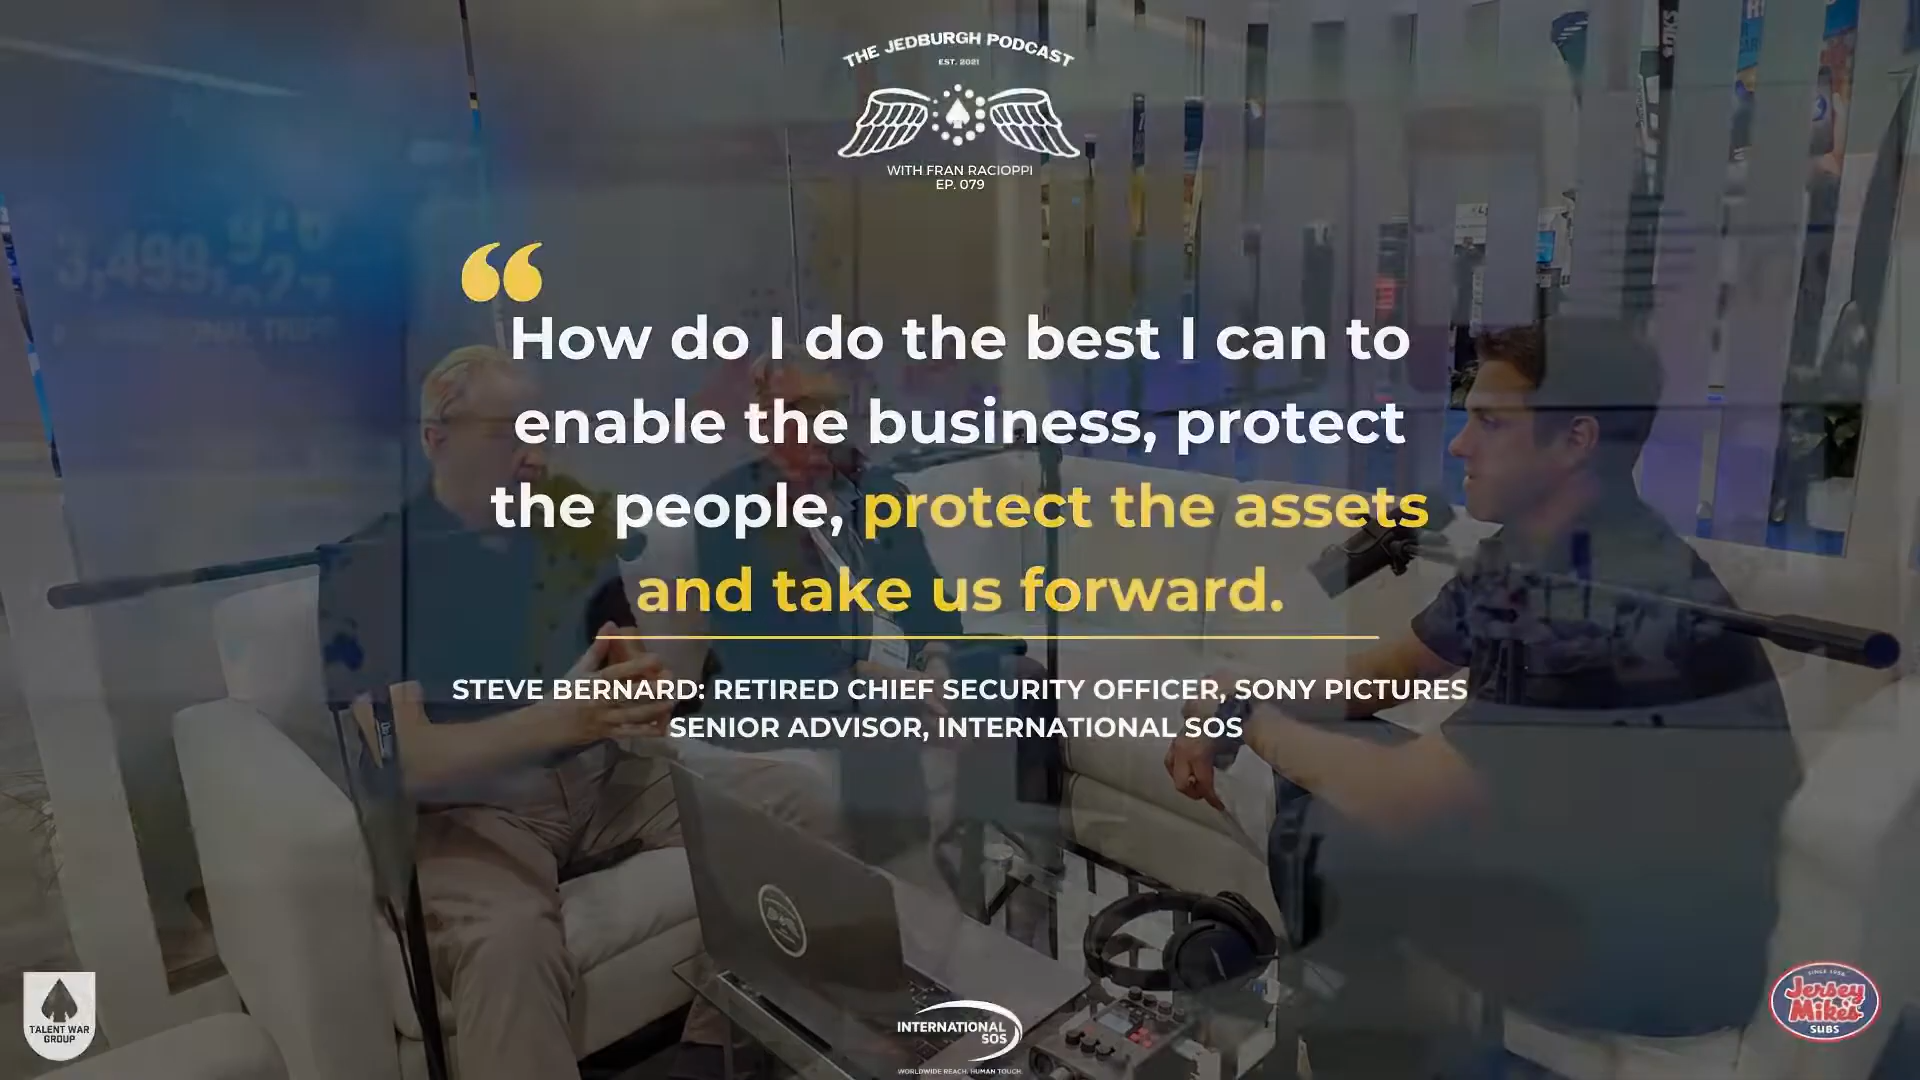 THE JEDBURGH PODCAST
EST. 2021
WITH FRAN RACIOPPI
EP. 079
“
How do I do the best I can to
enable the business, protect
the people, protect the assets
and take us forward.
STEVE BERNARD: RETIRED CHIEF SECURITY OFFICER, SONY PICTURES
SENIOR ADVISOR, INTERNATIONAL SOS
TALENT WAR
GROUP
INTERNATIONAL
SOS
WORLDWIDE REACH. HUMAN TOUCH.
SINCE 1956
Jersey
Mike's
SUBS